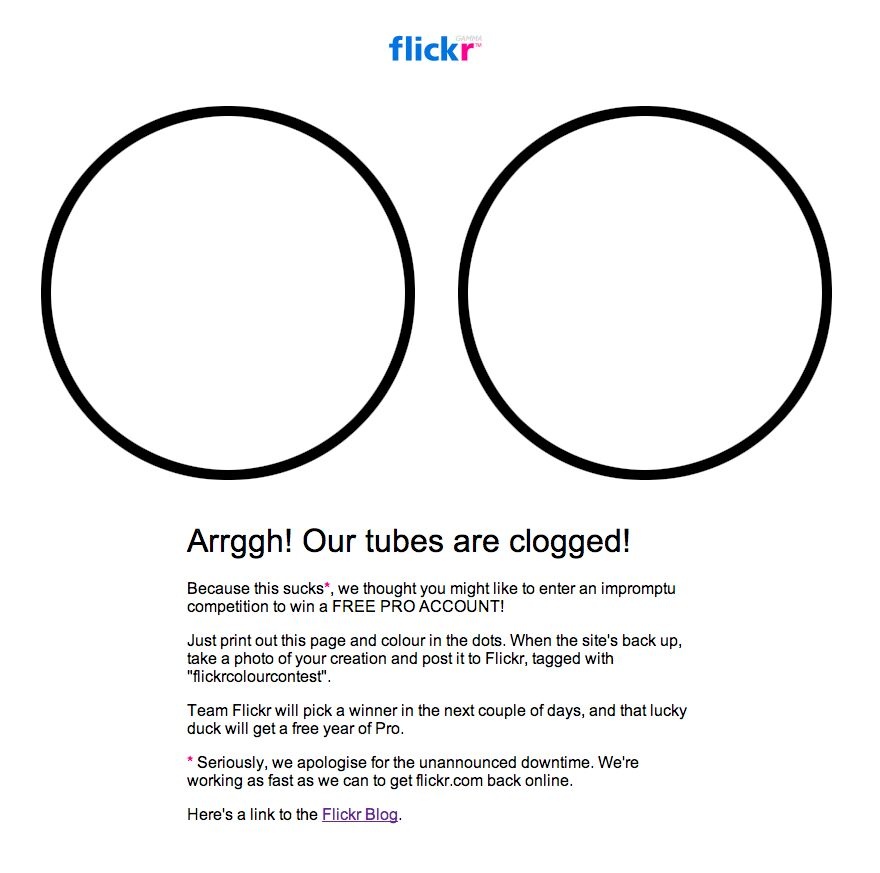 flickr GAMMA TM
Arrggh! Our tubes are clogged!
Because this sucks*, we thought you might like to enter an impromptu
competition to win a FREE PRO ACCOUNT!
Just print out this page and colour in the dots. When the site's back up,
take a photo of your creation and post it to Flickr, tagged with
"flickrcolourcontest".
Team Flickr will pick a winner in the next couple of days, and that lucky
duck will get a free year of Pro.
* Seriously, we apologise for the unannounced downtime. We're
working as fast as we can to get flickr.com back online.
Here's a link to the Flickr Blog.